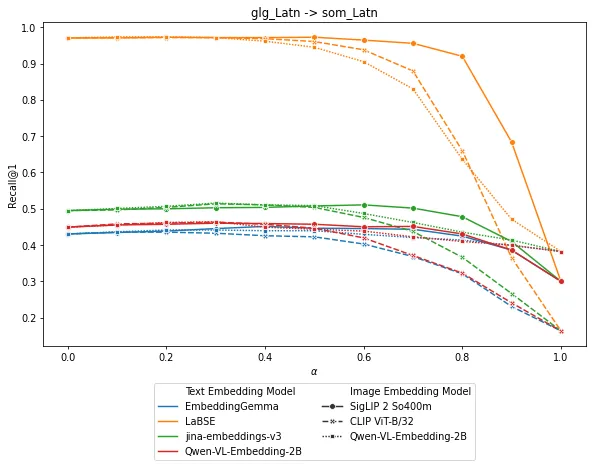 glg_Latn -> som_Latn
Recall@1
1.0
0.9
0.8
0.7
0.6
0.5
0.4
0.3
0.2
0.0 0.2 0.4 0.6 0.8 1.0
α
Text Embedding Model Image Embedding Model
EmbeddingGemma SigLIP 2 So400m
LaBSE CLIP ViT-B/32
jina-embeddings-v3 Qwen-VL-Embedding-2B
Qwen-VL-Embedding-2B